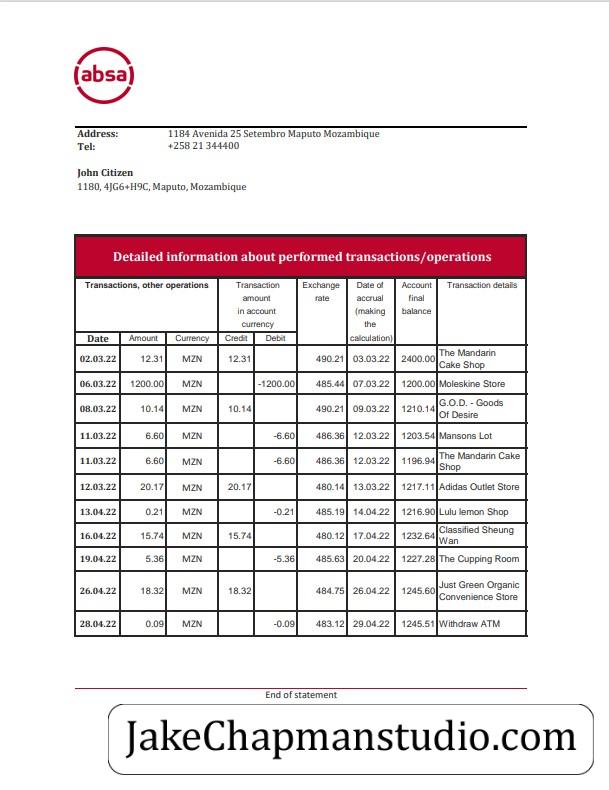 absa
Address: 1184 Avenida 25 Setembro Maputo Mozambique
Tel: +258 21 344400
John Citizen
1180, 4JG6+H9C, Maputo, Mozambique
Detailed information about performed transactions/operations
Transactions, other operations Transaction amount in account currency Exchange rate Date of accrual (making the calculation) Account final balance Transaction details
Date Amount Currency Credit Debit
02.03.22 12.31 MZN 12.31 490.21 03.03.22 2400.00 The Mandarin Cake Shop
06.03.22 1200.00 MZN -1200.00 485.44 07.03.22 1200.00 Moleskine Store
08.03.22 10.14 MZN 10.14 490.21 09.03.22 1210.14 G.O.D. - Goods Of Desire
11.03.22 6.60 MZN -6.60 486.36 12.03.22 1203.54 Mansons Lot
11.03.22 6.60 MZN -6.60 486.36 12.03.22 1196.94 The Mandarin Cake Shop
12.03.22 20.17 MZN 20.17 480.14 13.03.22 1217.11 Adidas Outlet Store
13.04.22 0.21 MZN -0.21 485.19 14.04.22 1216.90 Lulu lemon Shop
16.04.22 15.74 MZN 15.74 480.12 17.04.22 1232.64 Classified Sheung Wan
19.04.22 5.36 MZN -5.36 485.63 20.04.22 1227.28 The Cupping Room
26.04.22 18.32 MZN 18.32 484.75 26.04.22 1245.60 Just Green Organic Convenience Store
28.04.22 0.09 MZN -0.09 483.12 29.04.22 1245.51 Withdraw ATM
End of statement
JakeChapmanstudio.com